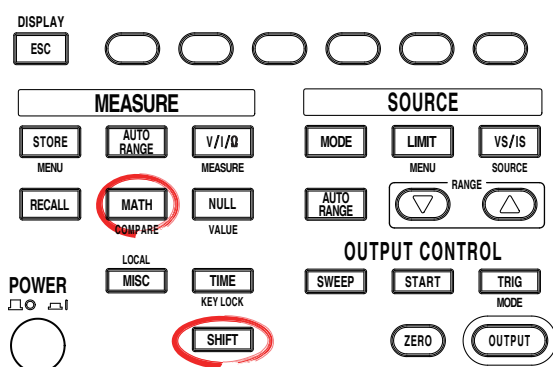 DISPLAY
ESC
MEASURE
SOURCE
STORE
AUTO RANGE
V/I/Ω
MODE
LIMIT
VS/IS
MENU
MEASURE
MENU
SOURCE
RECALL
MATH
NULL
AUTO RANGE
RANGE
COMPARE
VALUE
OUTPUT CONTROL
LOCAL
POWER
MISC
TIME
SWEEP
START
TRIG
KEY LOCK
MODE
SHIFT
ZERO
OUTPUT